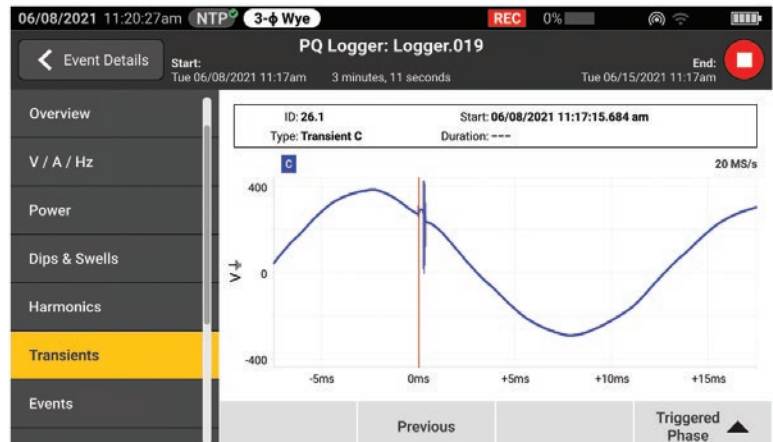 06/08/2021 11:20:27am NTP 3-ϕ Wye REC 0%
Event Details
PQ Logger: Logger.019
Start:
Tue 06/08/2021 11:17am 3 minutes, 11 seconds
End:
Tue 06/15/2021 11:17am
Overview
V / A / Hz
Power
Dips & Swells
Harmonics
Transients
Events
ID: 26.1 Start: 06/08/2021 11:17:15.684 am
Type: Transient C Duration: ---
C
20 MS/s
400
0
-400
V
-5ms 0ms +5ms +10ms +15ms
Previous
Triggered
Phase